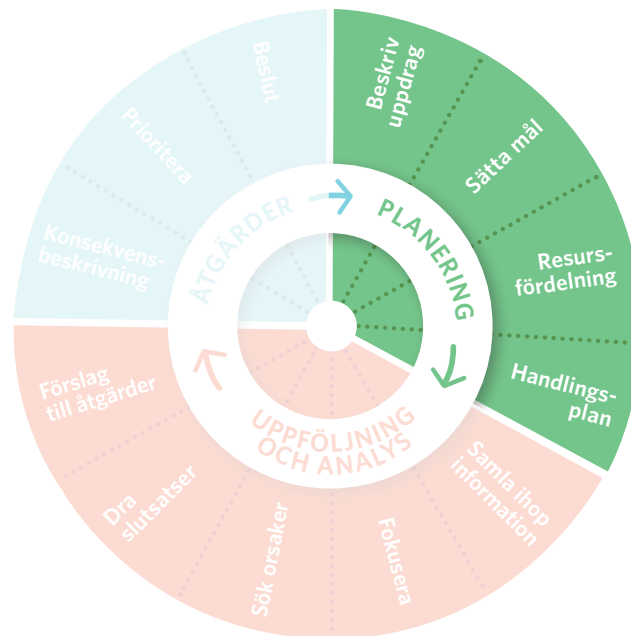 Beskriv
uppdrag
Sätta mål
Resurs-
fördelning
Handlings-
plan
Samla ihop
information
Fokusera
Sök orsaker
Dra
slutsatser
Förslag
till åtgärder
Konsekvens-
beskrivning
Prioritera
Beslut
PLANERING
UPPFÖLJNING
OCH ANALYS
ÅTGÄRDER